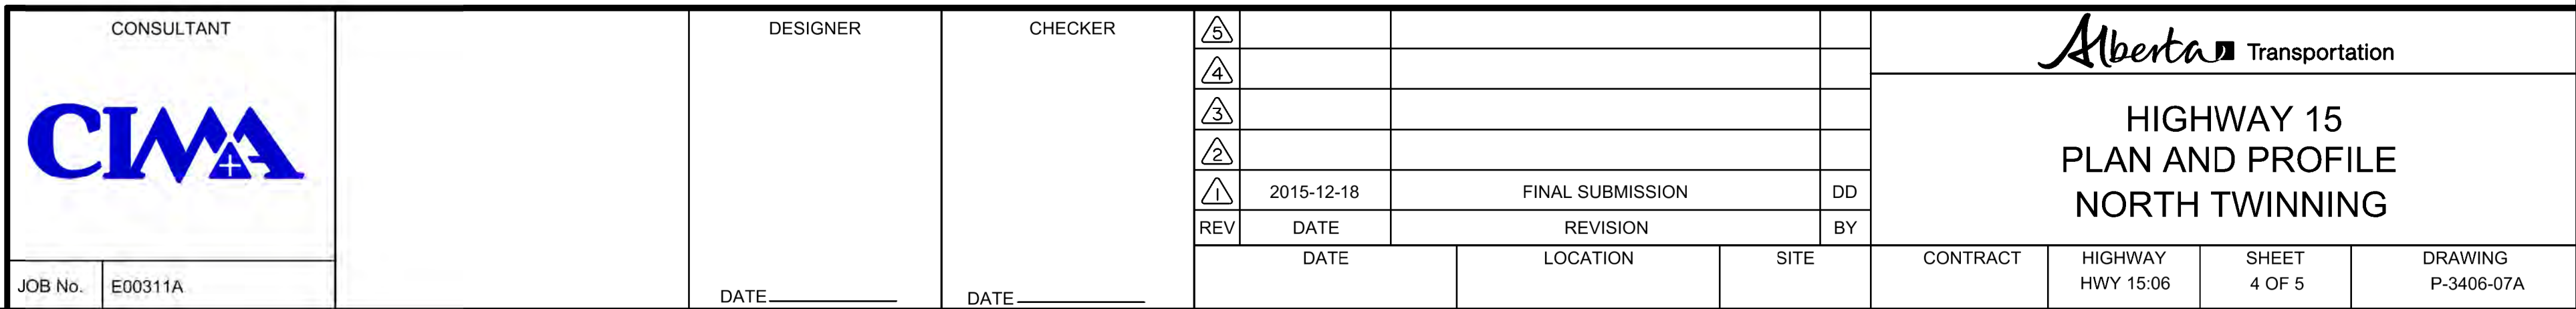 CONSULTANT
CIMA+
JOB No. E00311A
DESIGNER
DATE
CHECKER
DATE
5
4
3
2
1 2015-12-18 FINAL SUBMISSION DD
REV DATE REVISION BY
DATE LOCATION SITE
Alberta Transportation
HIGHWAY 15
PLAN AND PROFILE
NORTH TWINNING
CONTRACT HIGHWAY SHEET DRAWING
HWY 15:06 4 OF 5 P-3406-07A